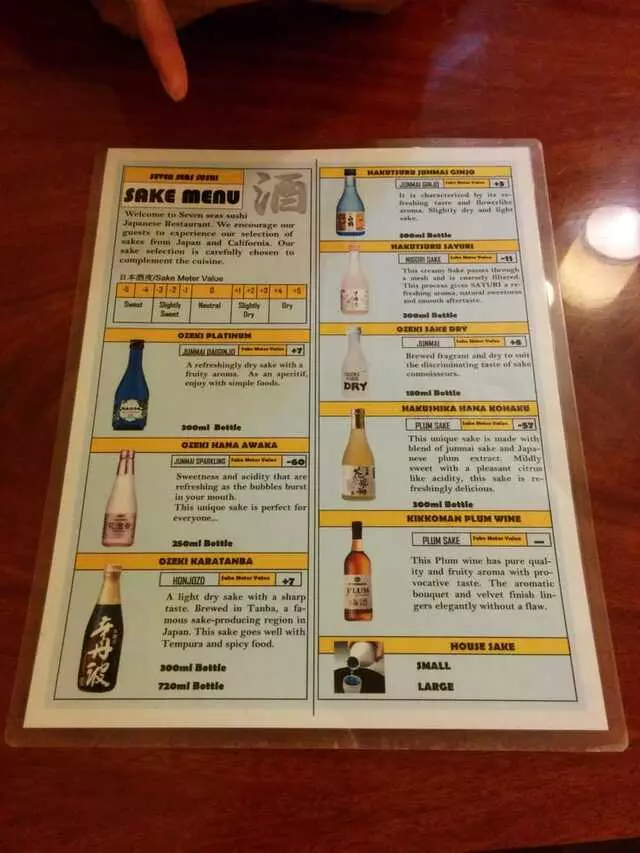 SEVEN SEAS SUSHI
SAKE MENU
酒
Welcome to Seven seas sushi
Japanese Restaurant. We encourage our
guests to experience our selection of
sakes from Japan and California. Our
sake selection is carefully chosen to
complement the cuisine.
日本酒度/Sake Meter Value
-5 -4 -3 -2 -1 0 +1 +2 +3 +4 +5
Sweet Slightly Sweet Neutral Slightly Dry Dry
OZEKI PLATINUM
JUNMAI DAIGINJO Sake Meter Value +7
A refreshingly dry sake with a
fruity aroma. As an aperitif,
enjoy with simple foods.
300ml Bottle
OZEKI HANA AWAKA
JUNMAI SPARKLING Sake Meter Value -60
Sweetness and acidity that are
refreshing as the bubbles burst
in your mouth.
This unique sake is perfect for
everyone...
250ml Bottle
OZEKI KARATANBA
HONJOZO Sake Meter Value +7
A light dry sake with a sharp
taste. Brewed in Tanba, a fa-
mous sake-producing region in
Japan. This sake goes well with
Tempura and spicy food.
辛丹波
300ml Bottle
720ml Bottle
HAKUTSURU JUNMAI GINJO
JUNMAI GINJO Sake Meter Value +3
It is characterized by its re-
freshing taste and flowerlike
aroma. Slightly dry and light
sake.
300ml Bottle
HAKUTSURU SAYURI
NIGORI SAKE Sake Meter Value -11
This creamy Sake passes through
a mesh and is coarsely filtered.
This process gives SAYURI a re-
freshing aroma, natural sweetness
and smooth aftertaste.
300ml Bottle
OZEKI SAKE DRY
JUNMAI Sake Meter Value
Brewed fragrant and dry to suit
the discriminating taste of sake
connoisseurs.
DRY
180ml Bottle
HAKUSHIKA HANA KOHAKU
PLUM SAKE Sake Meter Value -57
This unique sake is made with
blend of junmai sake and Japa-
nese plum extract. Mildly
sweet with a pleasant citrus
like acidity, this sake is re-
freshingly delicious.
300ml Bottle
KIKKOMAN PLUM WINE
PLUM SAKE Sake Meter Value —
This Plum wine has pure qual-
ity and fruity aroma with pro-
vocative taste. The aromatic
bouquet and velvet finish lin-
gers elegantly without a flaw.
PLUM
HOUSE SAKE
SMALL
LARGE